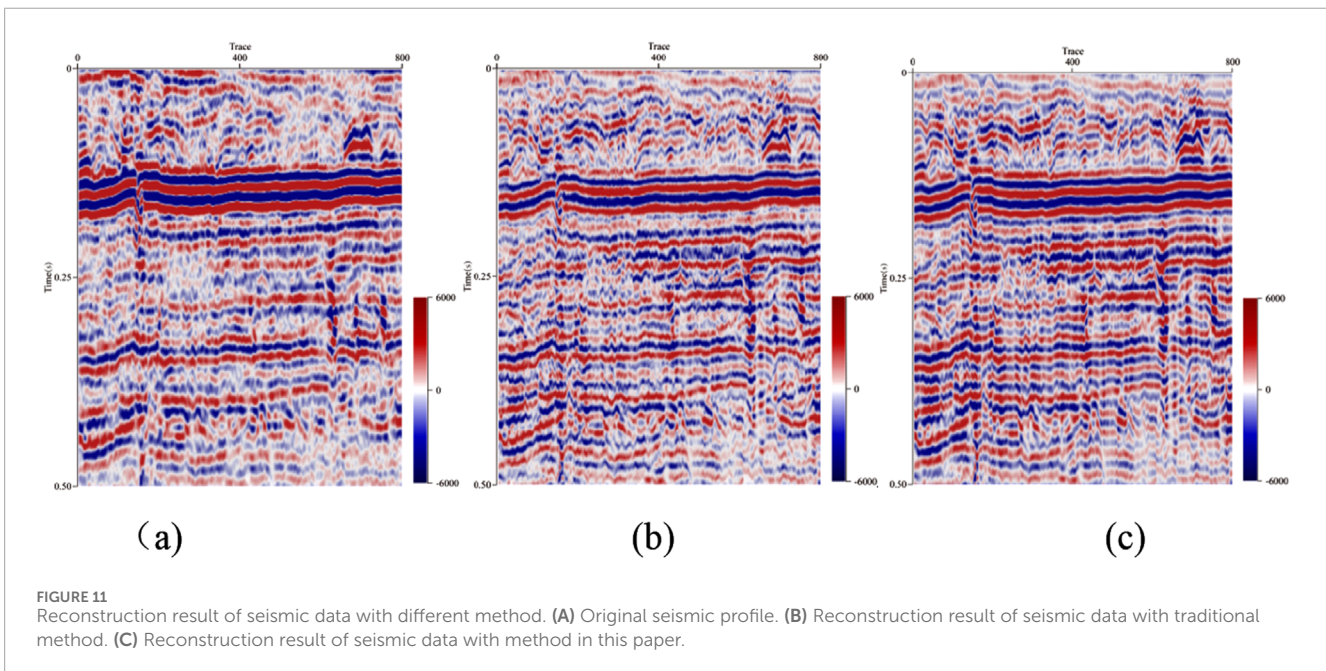 Trace
0 400 800
Trace
0 400 800
Trace
0 400 800
0
0
0
Time(s)
0.25
Time(s)
0.25
Time(s)
0.25
6000
6000
6000
0
0
0
-6000
-6000
-6000
0.50
0.50
0.50
(a)
(b)
(c)
FIGURE 11
Reconstruction result of seismic data with different method. (A) Original seismic profile. (B) Reconstruction result of seismic data with traditional
method. (C) Reconstruction result of seismic data with method in this paper.